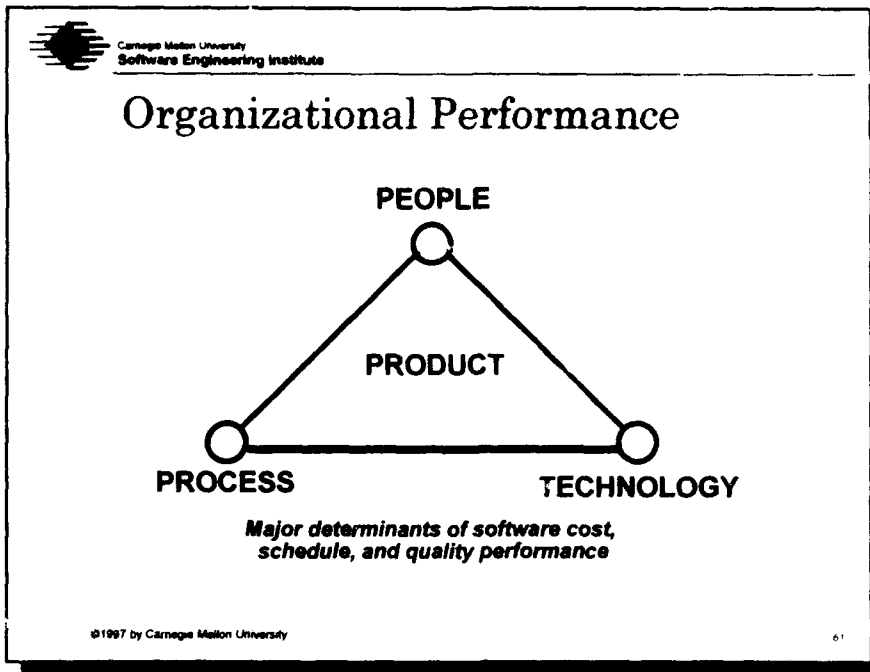 Carnegie Mellon University
Software Engineering Institute
Organizational Performance
PEOPLE
PRODUCT
PROCESS
TECHNOLOGY
Major determinants of software cost,
schedule, and quality performance
©1997 by Carnegie Mellon University